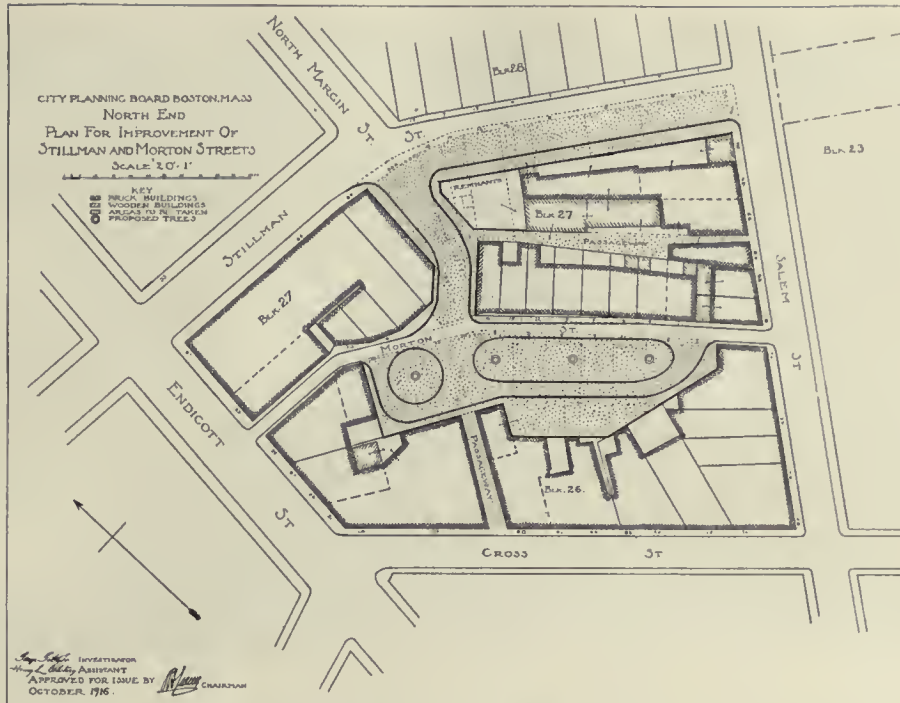 CITY PLANNING BOARD BOSTON, MASS
NORTH END
PLAN FOR IMPROVEMENT OF
STILLMAN AND MORTON STREETS
SCALE 20'-1"
KEY
BRICK BUILDINGS
WOODEN BUILDINGS
AREAS TO BE TAKEN
PROPOSED TREES
NORTH MARGIN
ST.
ST.
BLK 28
BLK 23
STILLMAN
REMNANTS
BLK 27
PASSAGEWAY
SALEM
ST
BLK. 27
MORTON
ST.
ENDICOTT
ST
PASSAGEWAY
BLK. 26.
CROSS
ST
INVESTIGATOR
ASSISTANT
APPROVED FOR ISSUE BY
CHAIRMAN
OCTOBER 1916.